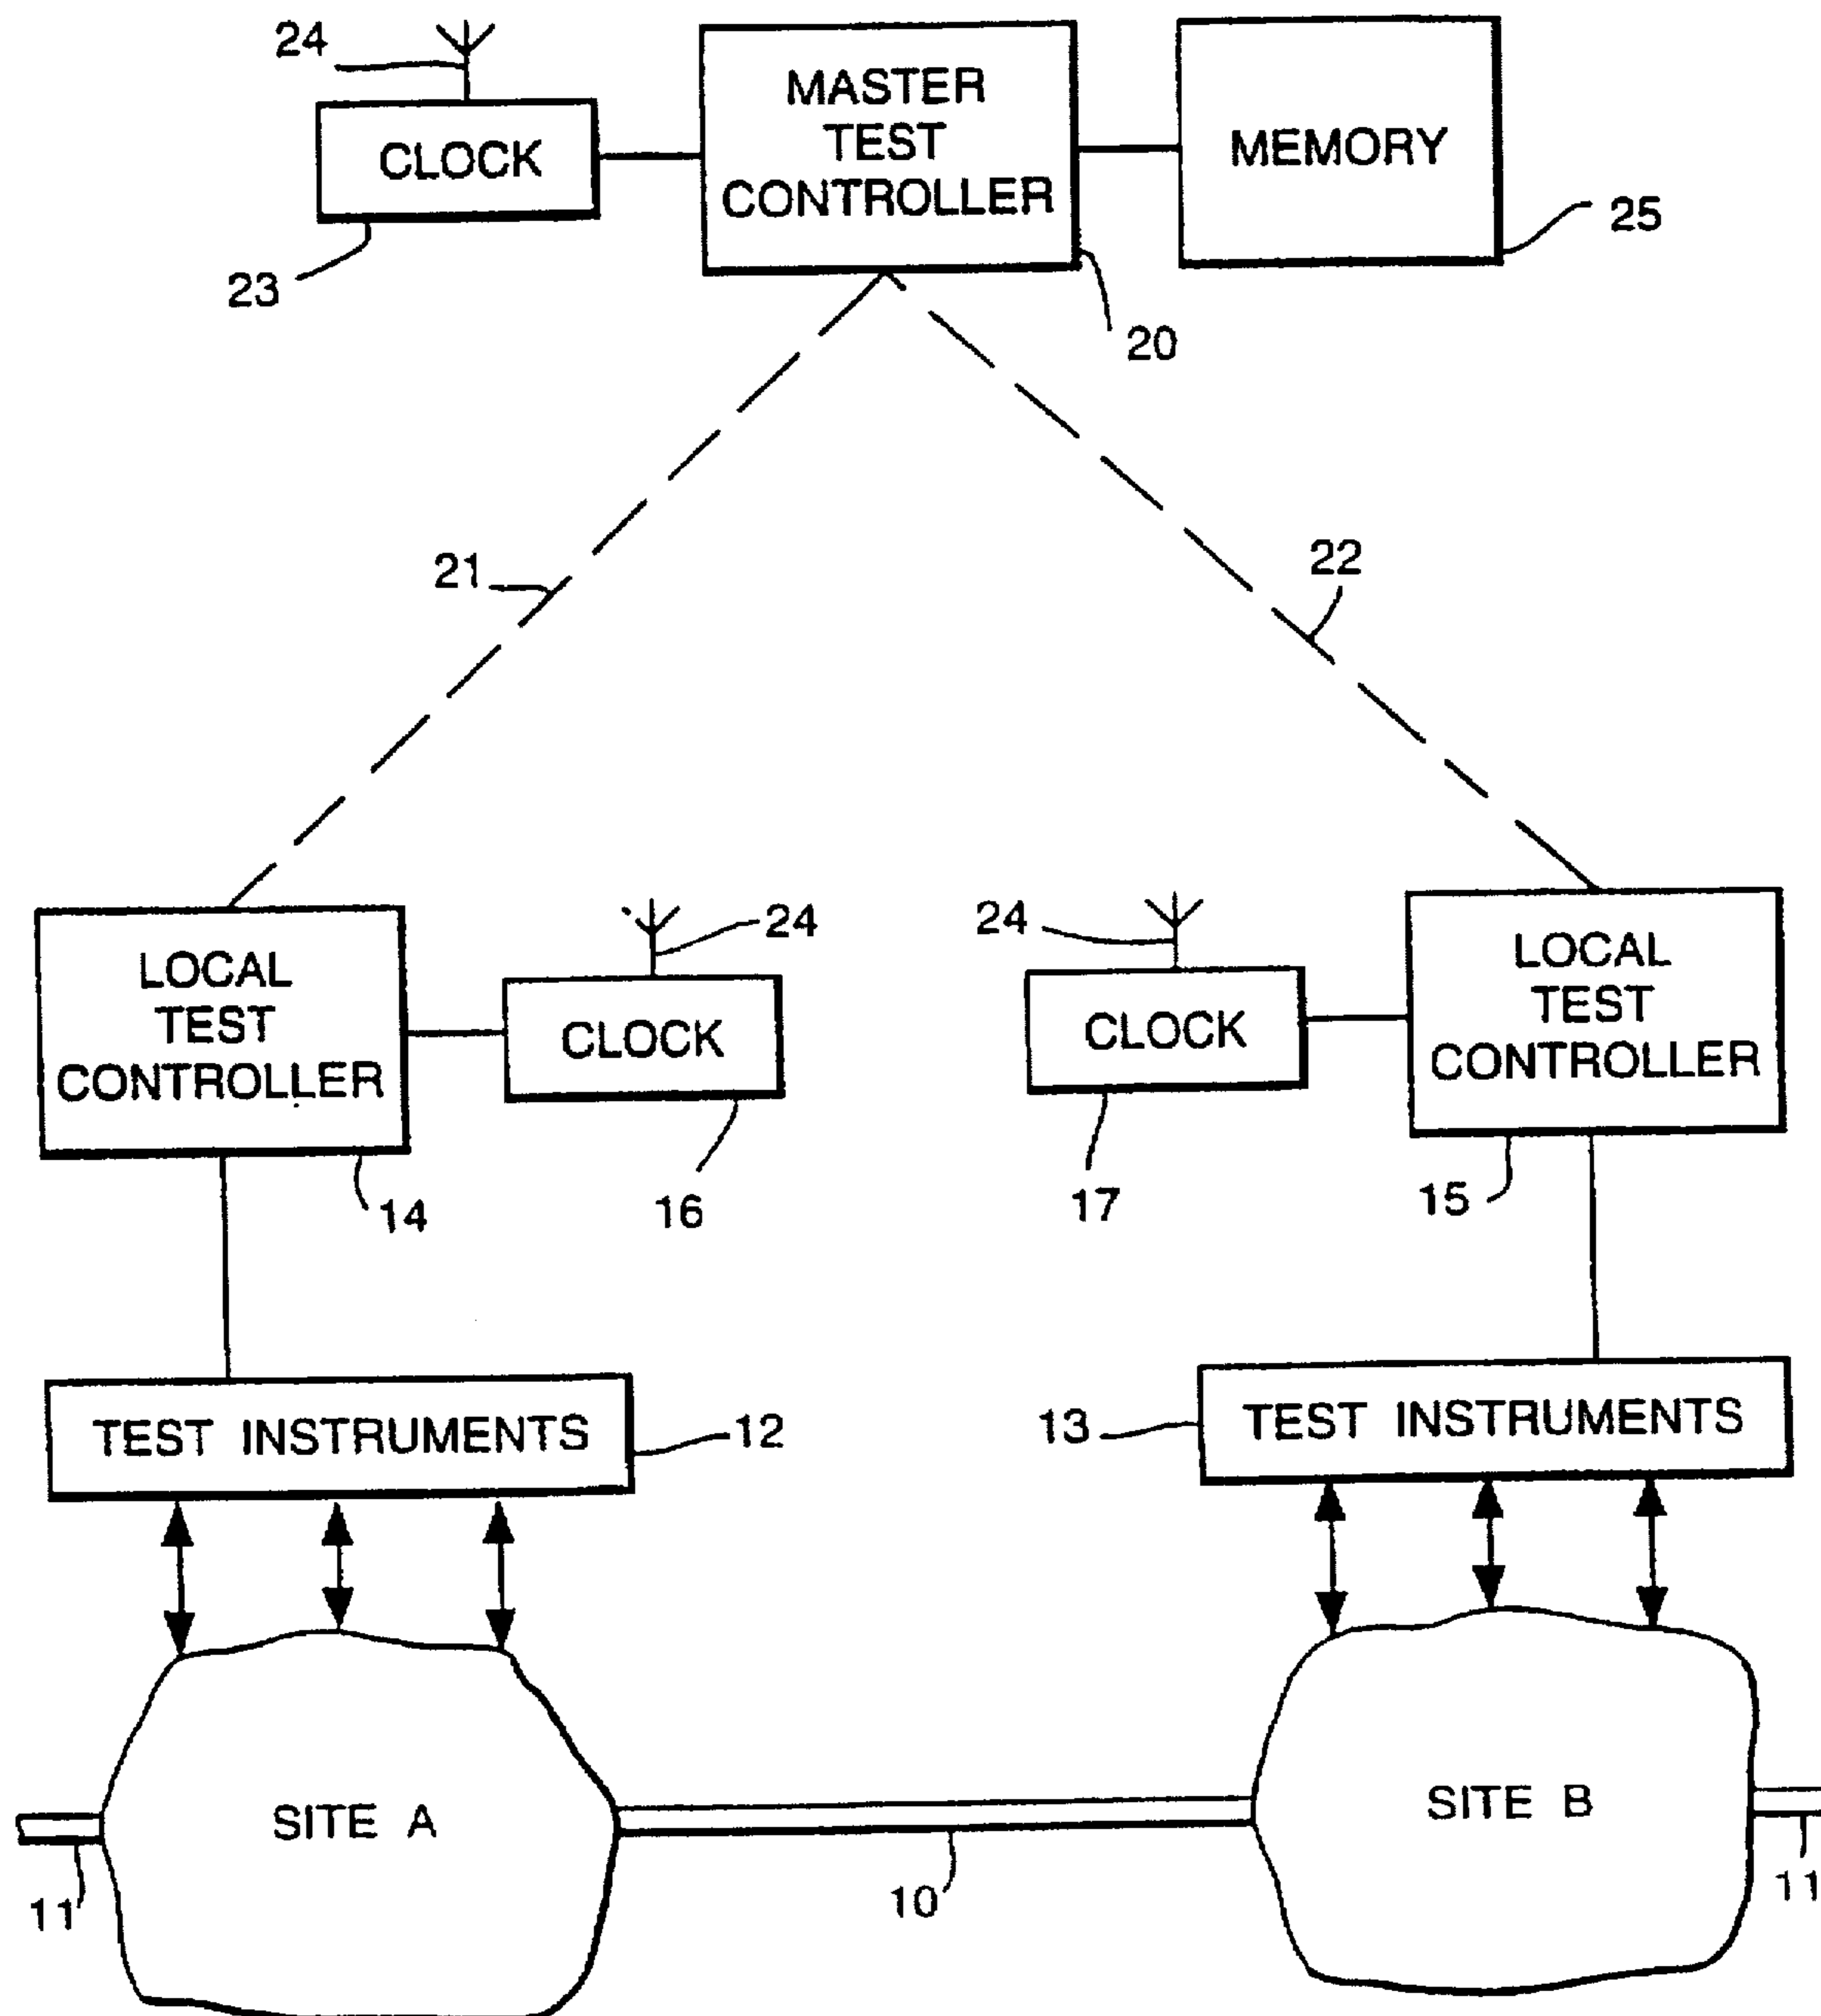 24
MASTER
TEST
CONTROLLER
MEMORY
CLOCK
25
23
20
21
22
24
24
LOCAL
TEST
CONTROLLER
CLOCK
CLOCK
LOCAL
TEST
CONTROLLER
14
16
17
15
TEST INSTRUMENTS
12
13
TEST INSTRUMENTS
SITE A
SITE B
11
10
11